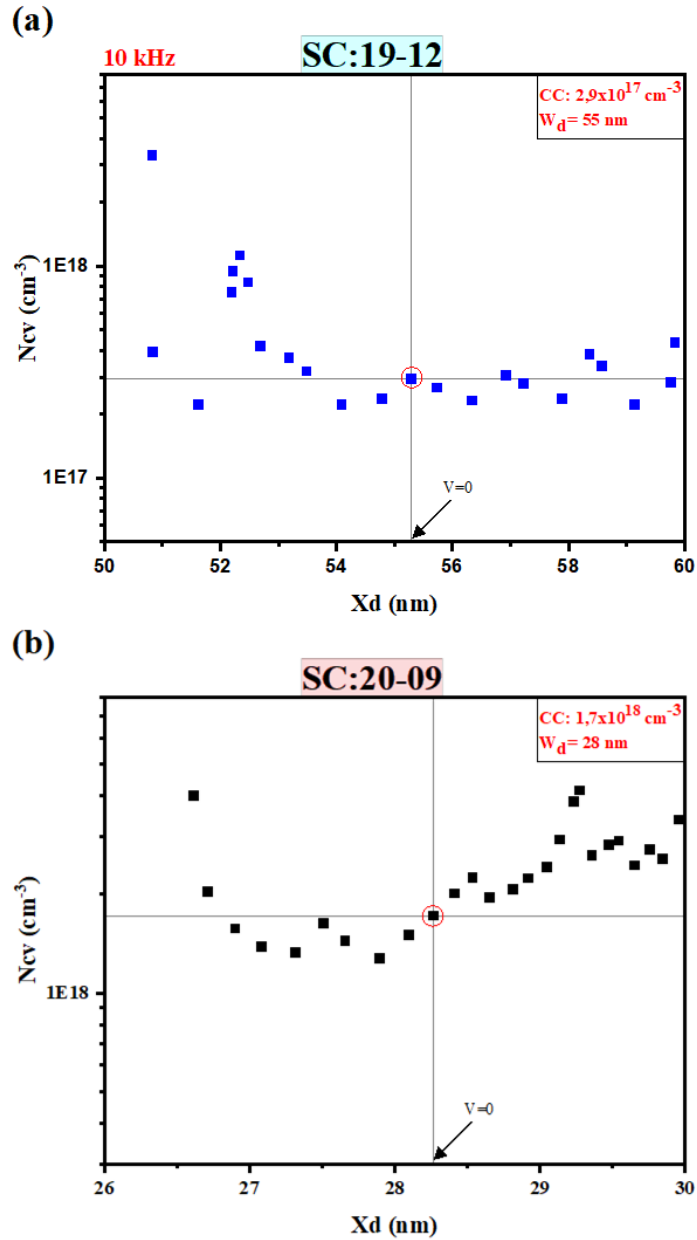 (a)
10 kHz
SC:19-12
CC: 2,9x10^17 cm^-3
W_d= 55 nm
Ncv (cm^-3)
1E18
1E17
V=0
50 52 54 56 58 60
Xd (nm)
(b)
SC:20-09
CC: 1,7x10^18 cm^-3
W_d= 28 nm
Ncv (cm^-3)
1E18
V=0
26 27 28 29 30
Xd (nm)